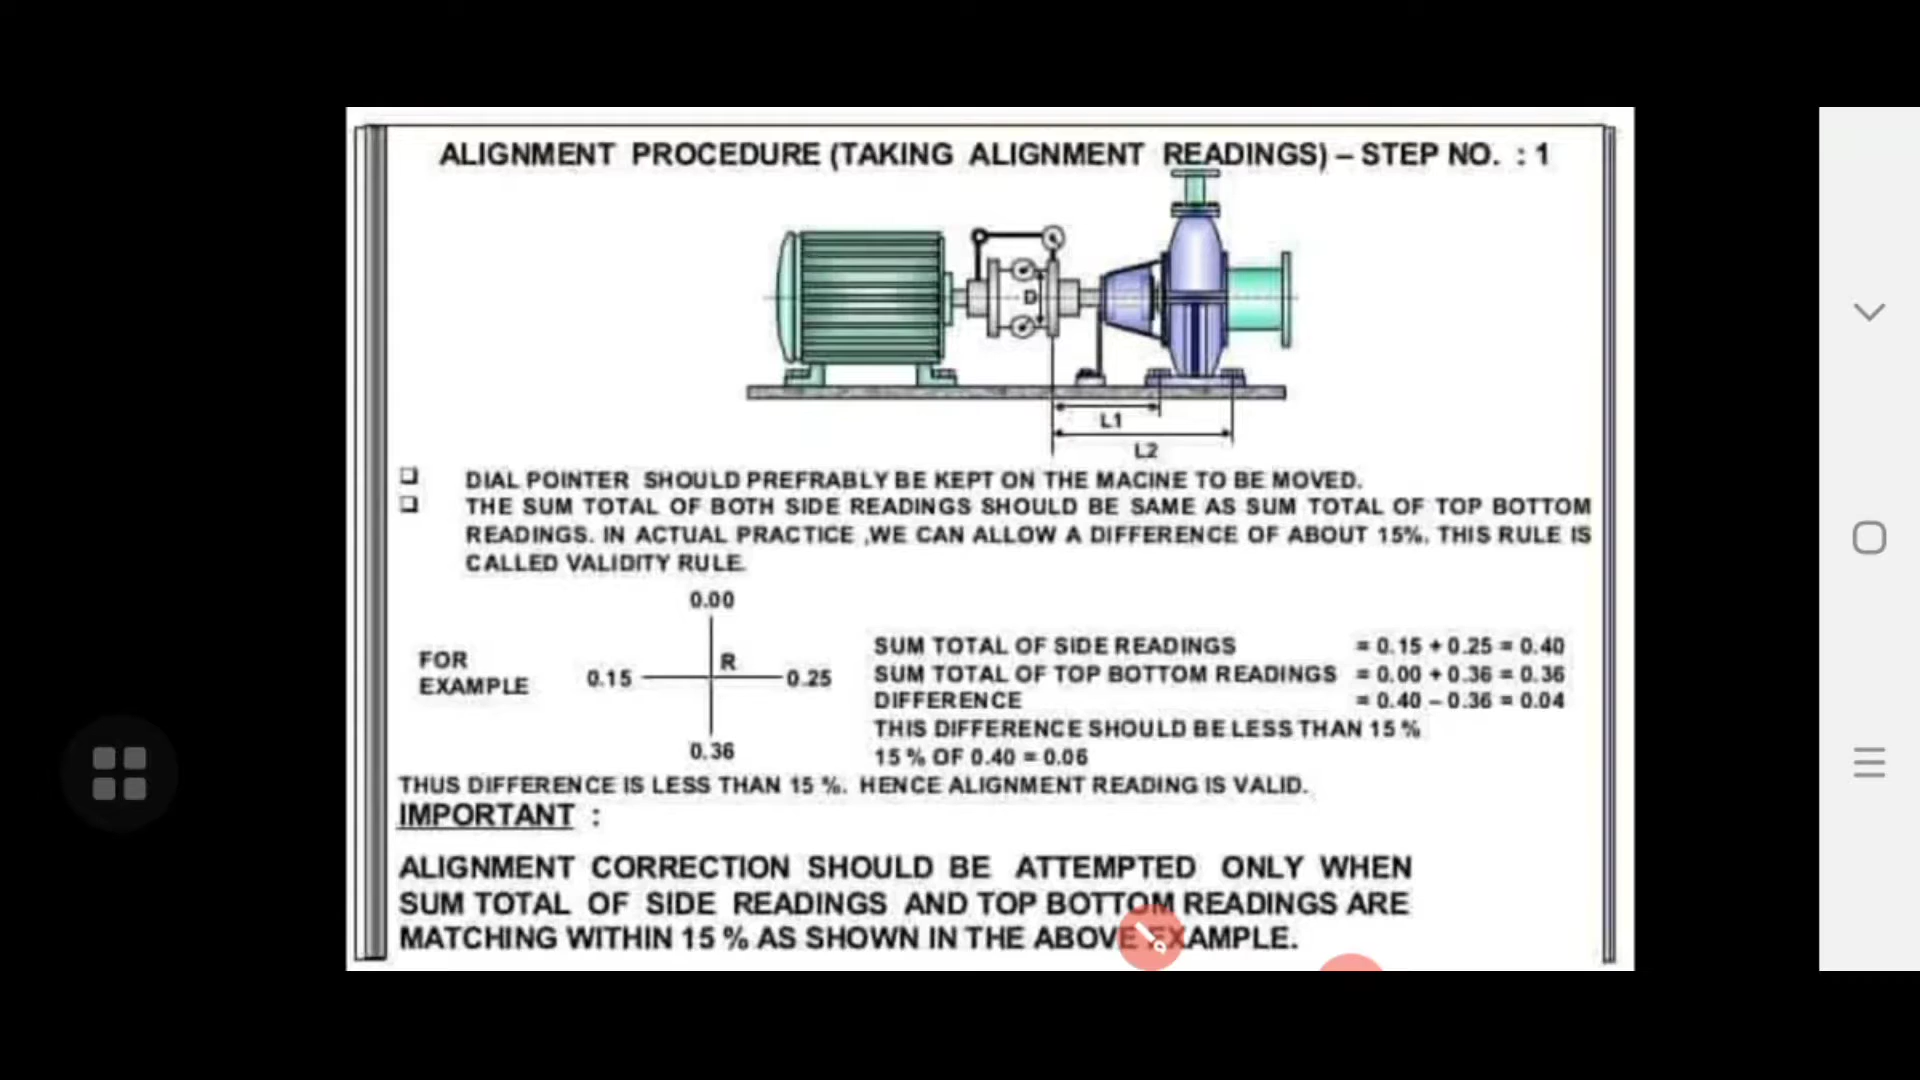 ALIGNMENT PROCEDURE (TAKING ALIGNMENT READINGS) – STEP NO. : 1
D
L1
L2
DIAL POINTER SHOULD PREFRABLY BE KEPT ON THE MACINE TO BE MOVED.
THE SUM TOTAL OF BOTH SIDE READINGS SHOULD BE SAME AS SUM TOTAL OF TOP BOTTOM
READINGS. IN ACTUAL PRACTICE ,WE CAN ALLOW A DIFFERENCE OF ABOUT 15%. THIS RULE IS
CALLED VALIDITY RULE.
FOR
EXAMPLE
0.00
R
0.15
0.25
0.36
SUM TOTAL OF SIDE READINGS = 0.15 + 0.25 = 0.40
SUM TOTAL OF TOP BOTTOM READINGS = 0.00 + 0.36 = 0.36
DIFFERENCE = 0.40 – 0.36 = 0.04
THIS DIFFERENCE SHOULD BE LESS THAN 15 %
15 % OF 0.40 = 0.06
THUS DIFFERENCE IS LESS THAN 15 %. HENCE ALIGNMENT READING IS VALID.
IMPORTANT :
ALIGNMENT CORRECTION SHOULD BE ATTEMPTED ONLY WHEN
SUM TOTAL OF SIDE READINGS AND TOP BOTTOM READINGS ARE
MATCHING WITHIN 15 % AS SHOWN IN THE ABOVE EXAMPLE.